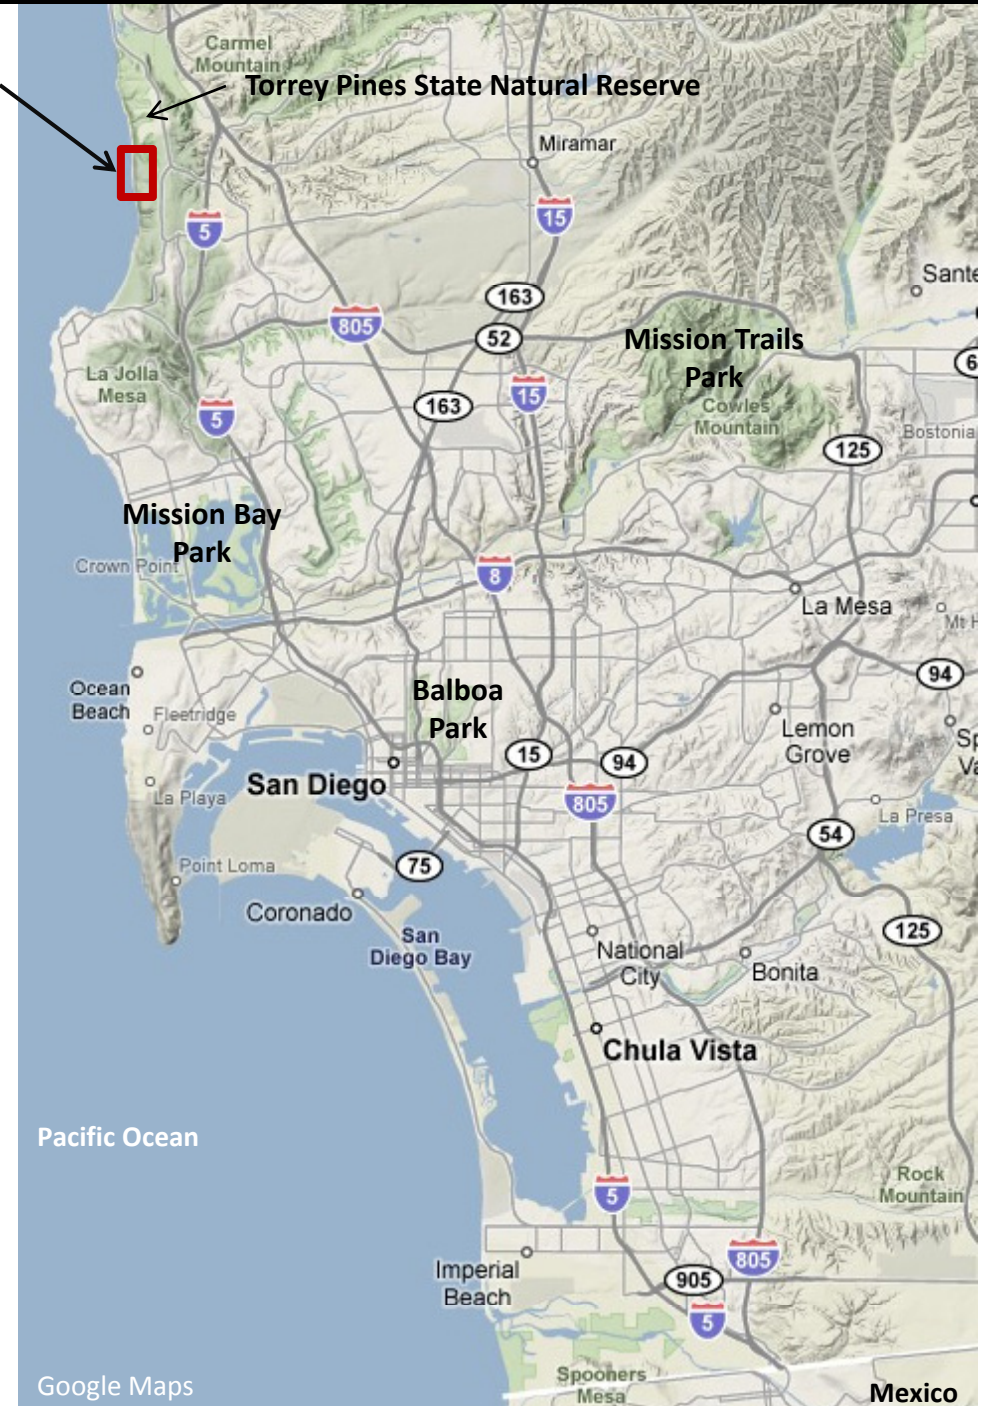 Carmel
Mountain
Torrey Pines State Natural Reserve
Miramar
5
15
Sante
163
805
52
Mission Trails
Park
6
La Jolla
Mesa
15
163
5
Cowles
Mountain
Bostonia
125
Mission Bay
Park
Crown Point
8
La Mesa
Mt H
94
Ocean
Beach
Balboa
Park
Fleetridge
Lemon
Grove
Sp
Va
15
94
San Diego
La Playa
805
La Presa
54
Point Loma
75
Coronado
125
San
Diego Bay
National
City
Bonita
Chula Vista
Pacific Ocean
Rock
Mountain
5
805
Imperial
Beach
905
5
Spooners
Mesa
Google Maps
Mexico